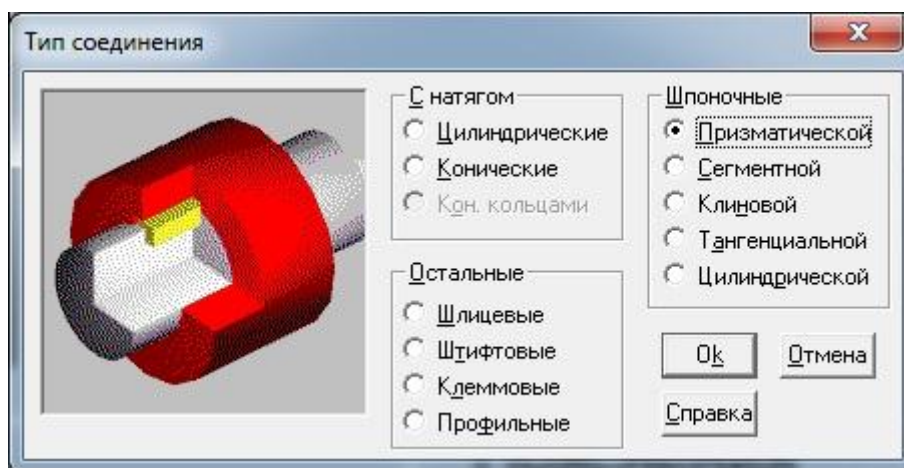 Тип соединения
С натягом
Цилиндрические
Конические
Кон. кольцами
Остальные
Шлицевые
Штифтовые
Клеммовые
Профильные
Шпоночные
Призматической
Сегментной
Клиновой
Тангенциальной
Цилиндрической
Ok
Отмена
Справка